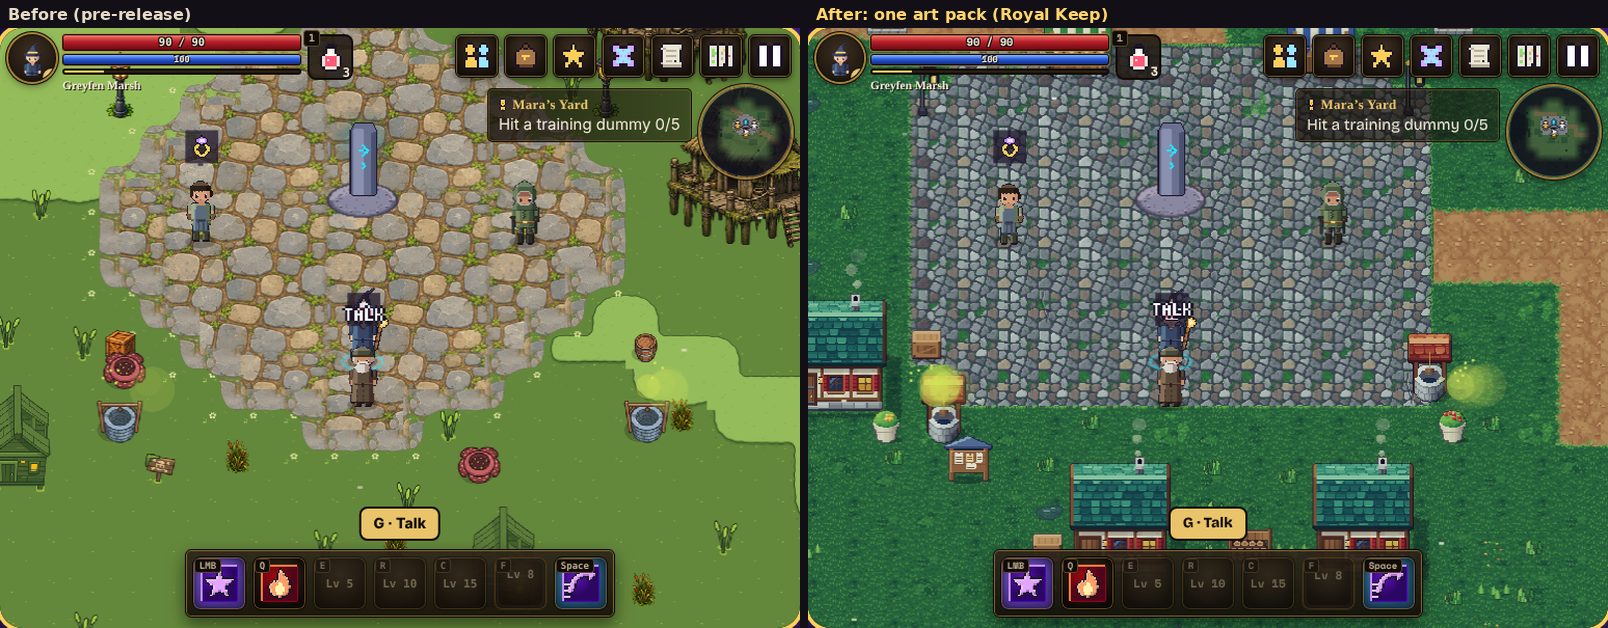 Before (pre-release)
90 / 90
100
1
3
Greyfen Marsh
! Mara's Yard
Hit a training dummy 0/5
TALK
G · Talk
LMB
Q
E
Lv 5
R
Lv 10
C
Lv 15
F
Lv 8
Space
After: one art pack (Royal Keep)
90 / 90
100
1
3
Greyfen Marsh
! Mara's Yard
Hit a training dummy 0/5
TALK
G · Talk
LMB
Q
E
Lv 5
R
Lv 10
C
Lv 15
F
Lv 8
Space